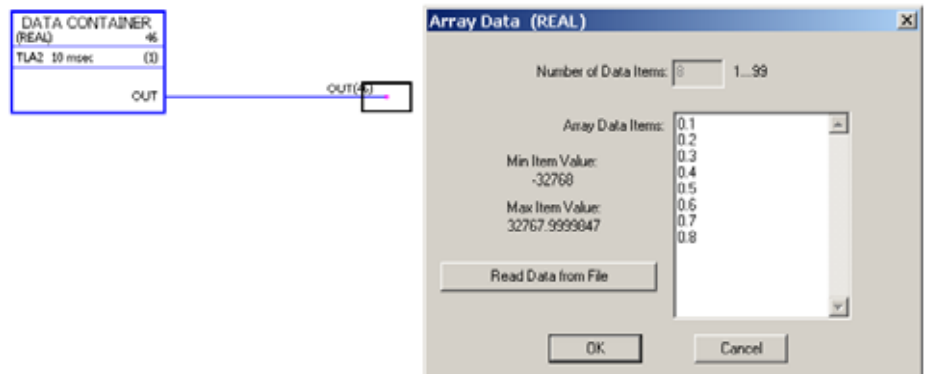 DATA CONTAINER
(REAL) 46
TLA2 10 msec (1)
OUT
OUT(46)
Array Data (REAL)
Number of Data Items: 8 1...99
Array Data Items:
0.1
0.2
0.3
0.4
0.5
0.6
0.7
0.8
Min Item Value:
-32768
Max Item Value:
32767.9999847
Read Data from File
OK Cancel